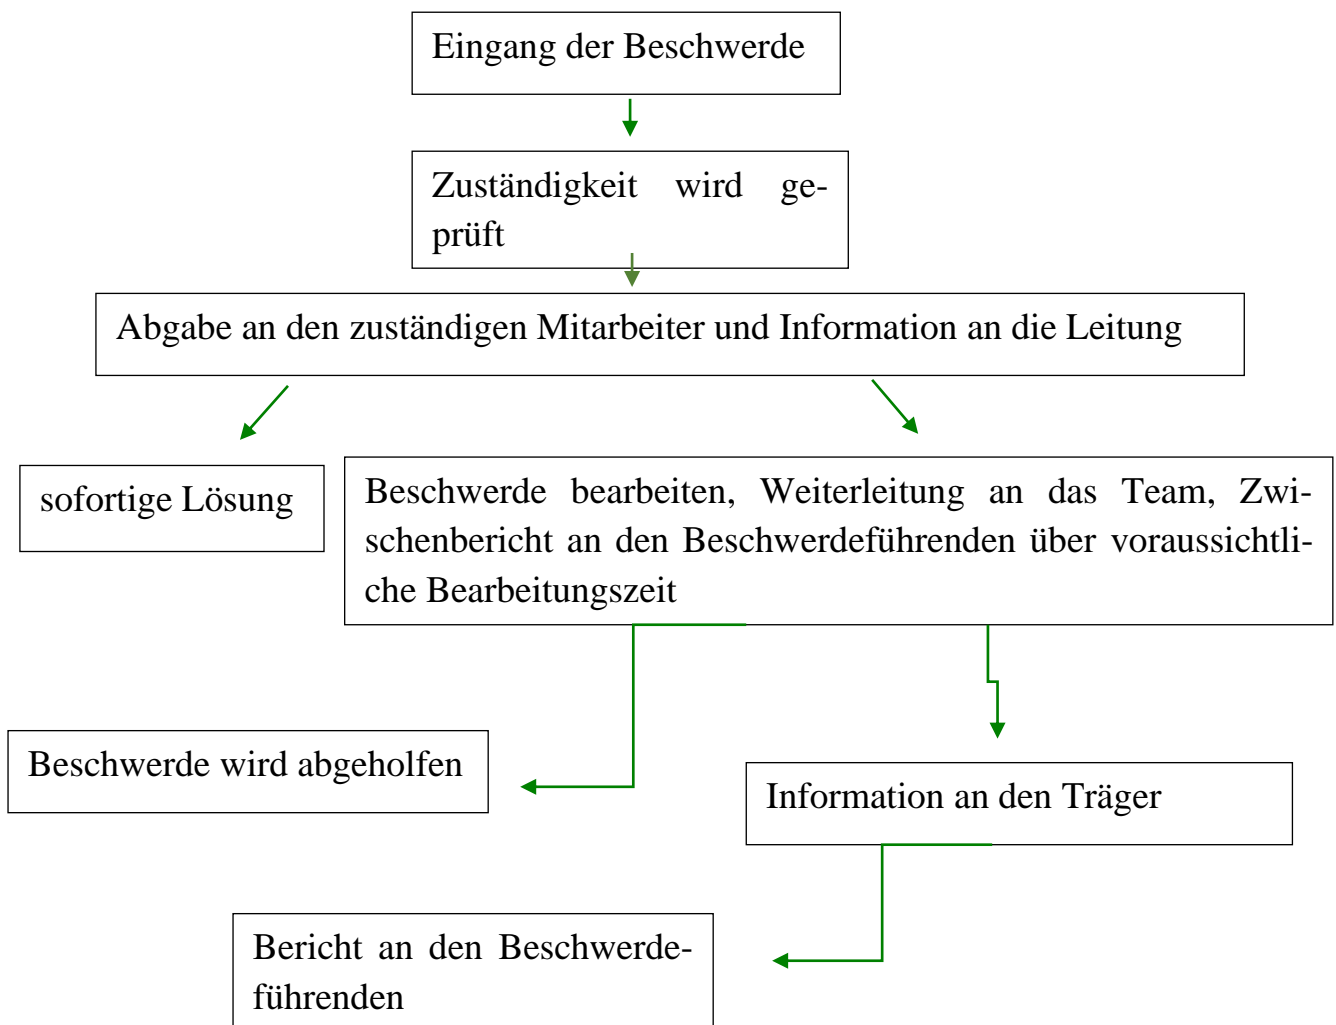 Eingang der Beschwerde
Zuständigkeit wird ge-
prüft
Abgabe an den zuständigen Mitarbeiter und Information an die Leitung
sofortige Lösung
Beschwerde bearbeiten, Weiterleitung an das Team, Zwi-
schenbericht an den Beschwerdeführenden über voraussichtli-
che Bearbeitungszeit
Beschwerde wird abgeholfen
Information an den Träger
Bericht an den Beschwerde-
führenden